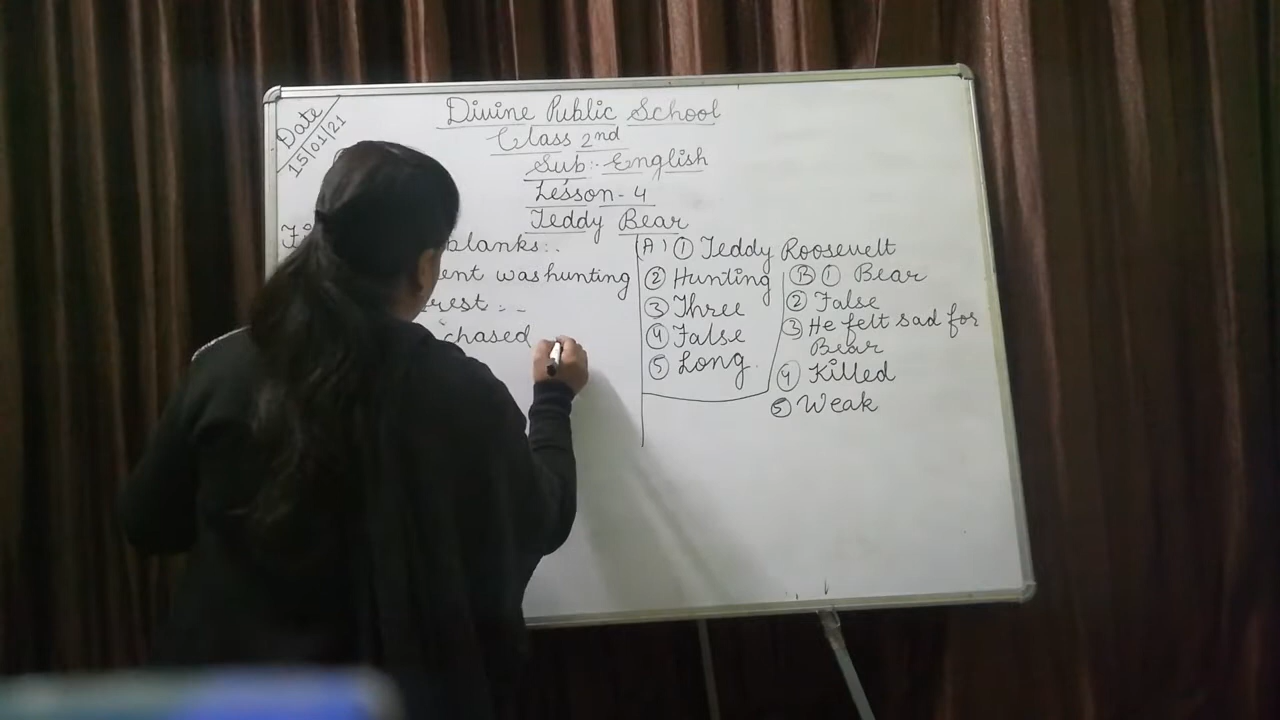 Date
15/01/21
Divine Public School
Class 2nd
Sub:- English
Lesson - 4
Teddy Bear
blanks:-
was hunting
chased
(A) ① Teddy Roosevelt
② Hunting
③ Three
④ False
⑤ Long.
(B) ① Bear
② False
③ He felt sad for
Bear
④ Killed
⑤ Weak